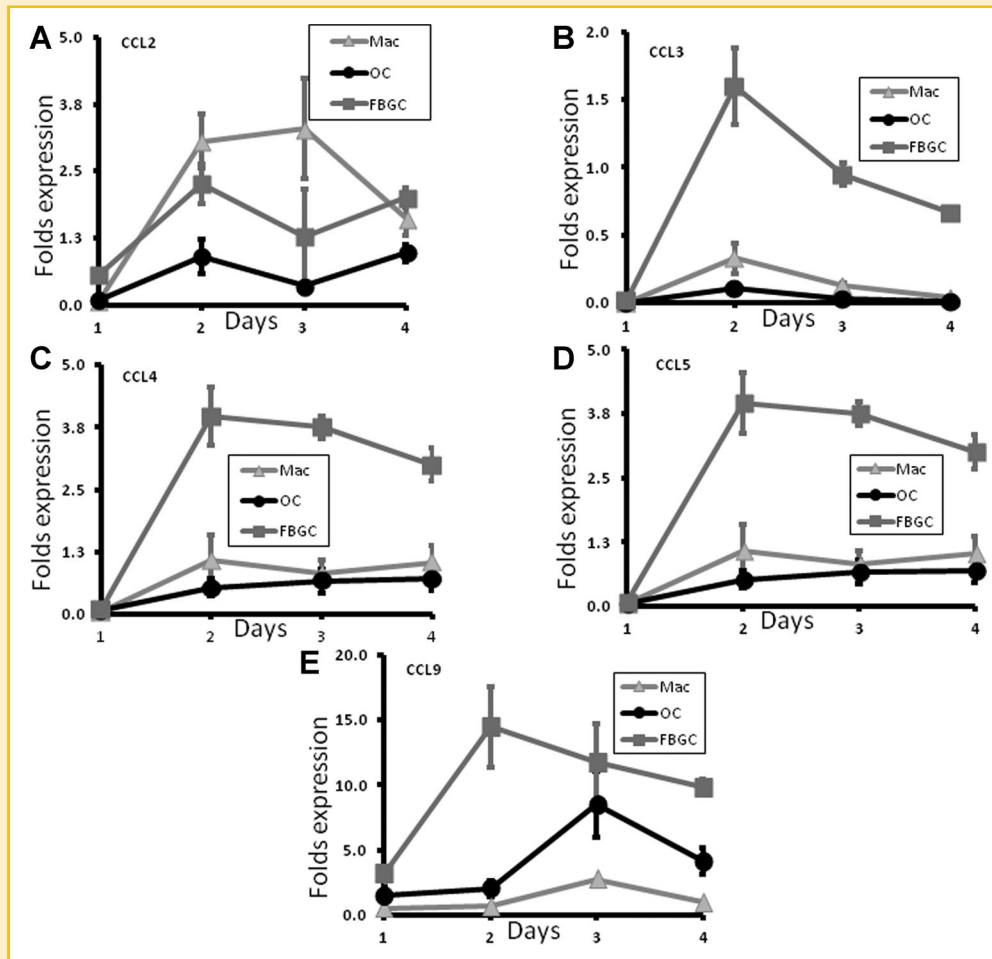 A
CCL2
5.0
3.8
2.5
1.3
0.0
Folds expression
Mac
OC
FBGC
1 2 3 4
Days
B
CCL3
2.0
1.5
1.0
0.5
0.0
Folds expression
Mac
OC
FBGC
1 2 3 4
Days
C
CCL4
5.0
3.8
2.5
1.3
0.0
Folds expression
Mac
OC
FBGC
1 2 3 4
Days
D
CCL5
5.0
3.8
2.5
1.3
0.0
Folds expression
Mac
OC
FBGC
1 2 3 4
Days
E
CCL9
20.0
15.0
10.0
5.0
0.0
Folds expression
Mac
OC
FBGC
1 2 3 4
Days